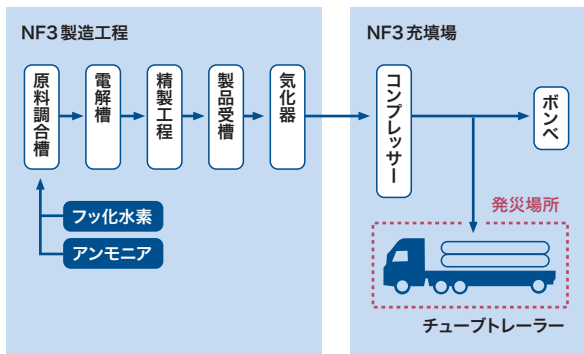 NF3製造工程
原料調合槽
電解槽
精製工程
製品受槽
気化器
フッ化水素
アンモニア
NF3充填場
コンプレッサー
ボンベ
発災場所
チューブトレーラー